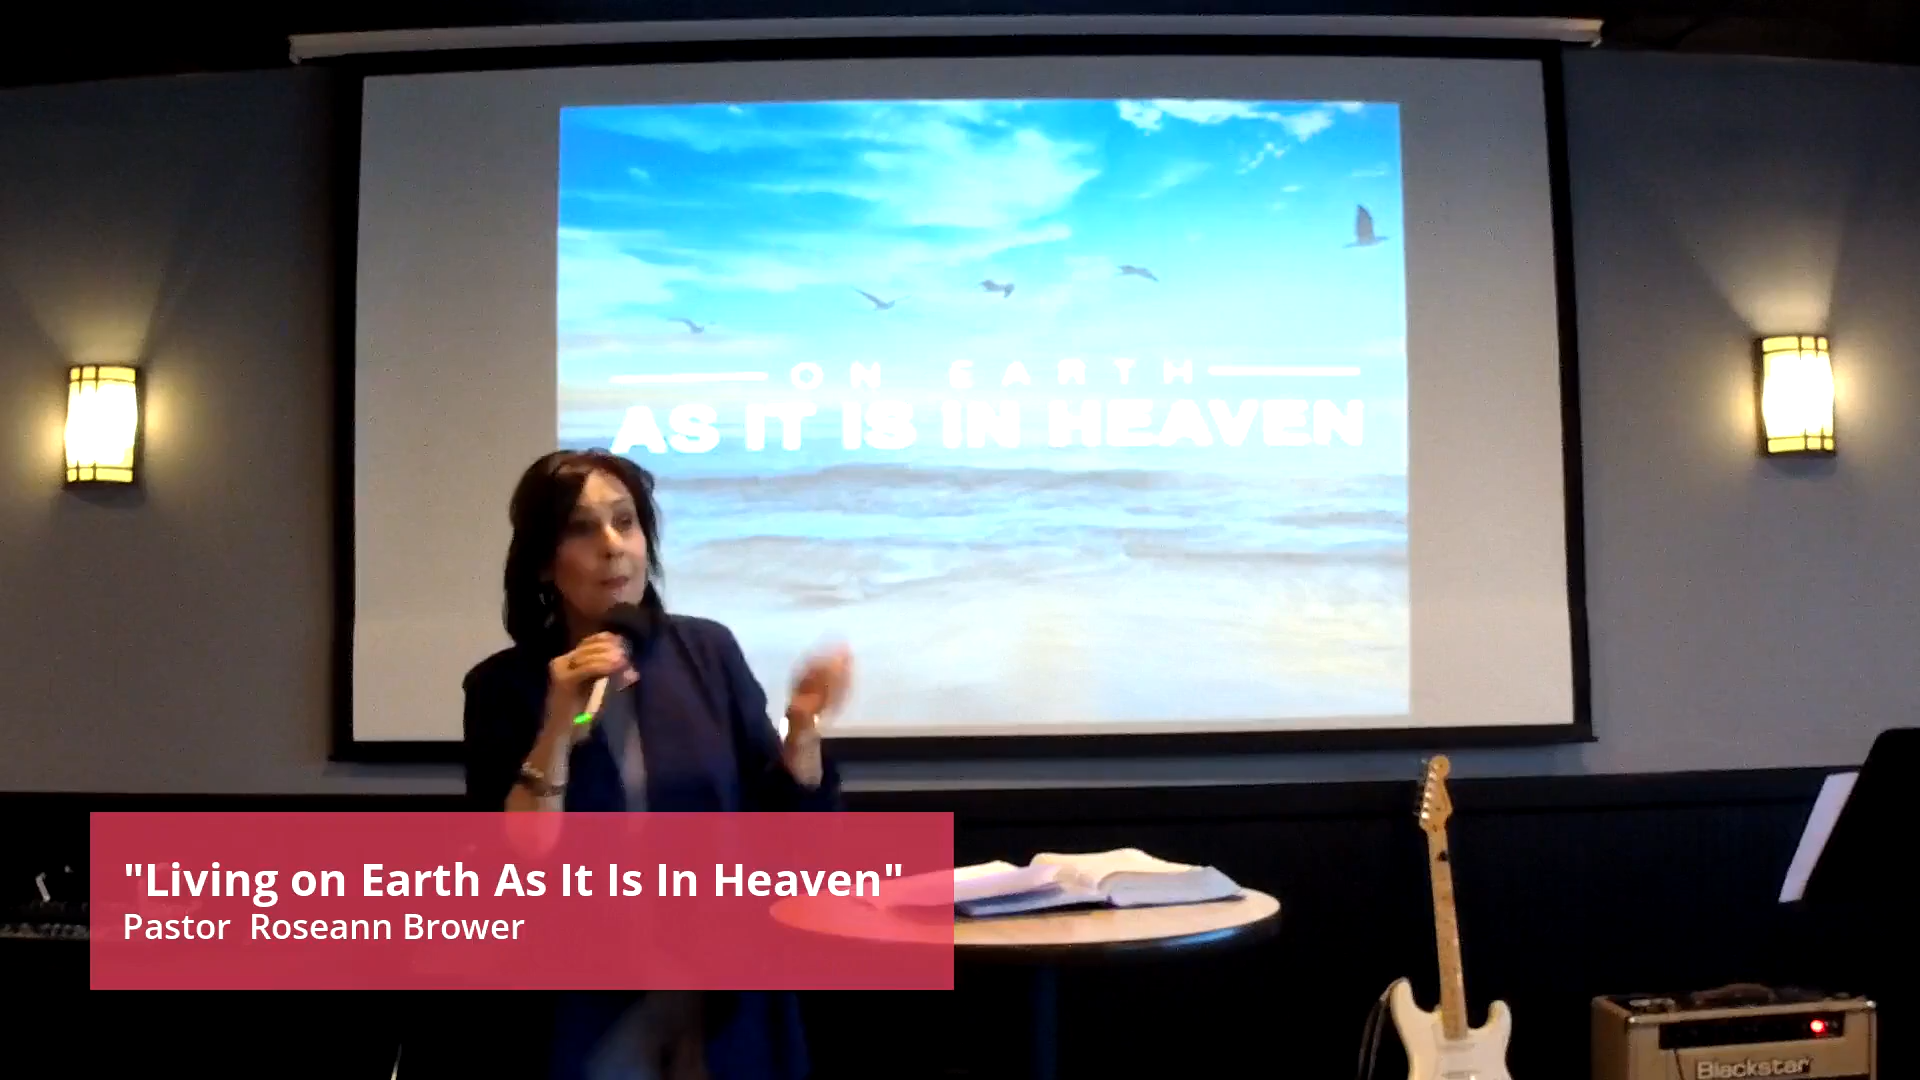 ON EARTH
AS IT IS IN HEAVEN
"Living on Earth As It Is In Heaven"
Pastor  Roseann Brower
Blackstar